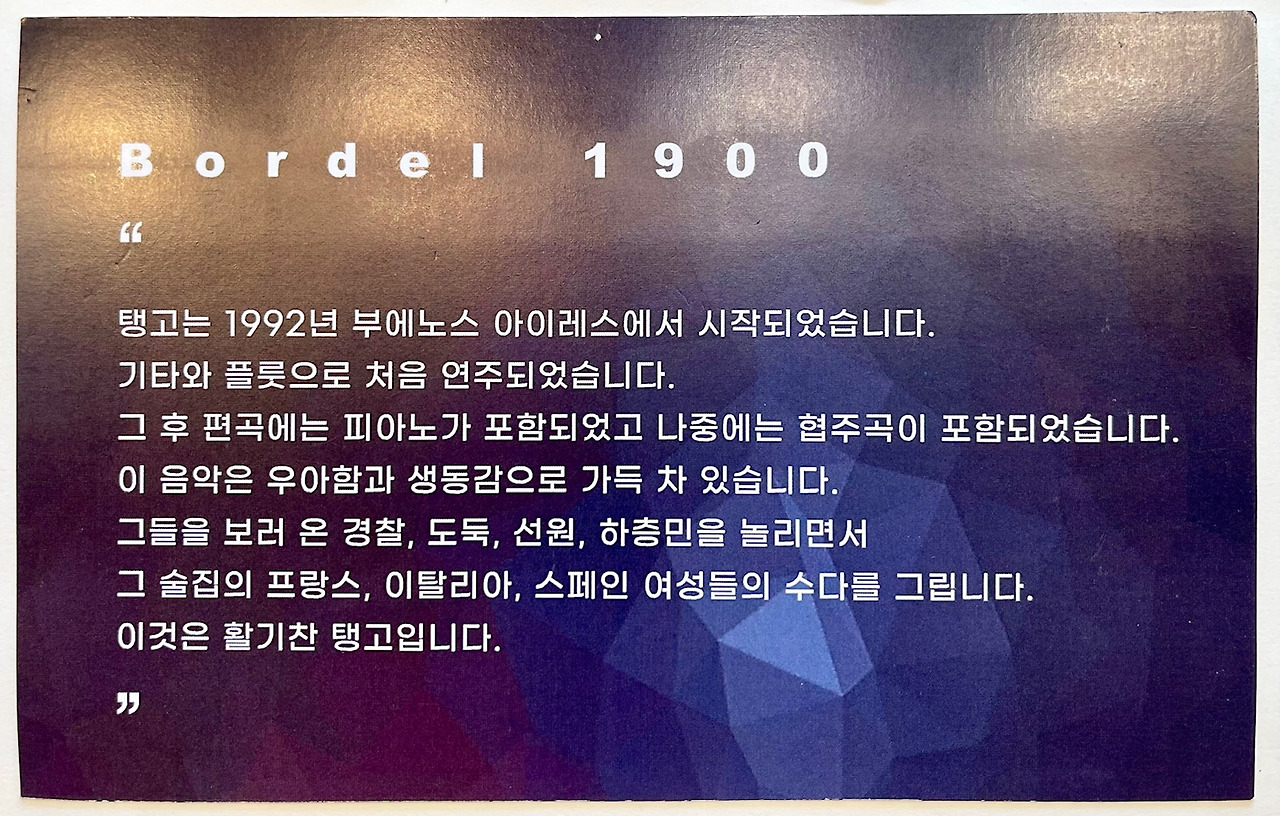 Bordel 1900
“
탱고는 1992년 부에노스 아이레스에서 시작되었습니다.
기타와 플룻으로 처음 연주되었습니다.
그 후 편곡에는 피아노가 포함되었고 나중에는 협주곡이 포함되었습니다.
이 음악은 우아함과 생동감으로 가득 차 있습니다.
그들을 보러 온 경찰, 도둑, 선원, 하층민을 놀리면서
그 술집의 프랑스, 이탈리아, 스페인 여성들의 수다를 그립니다.
이것은 활기찬 탱고입니다.
”